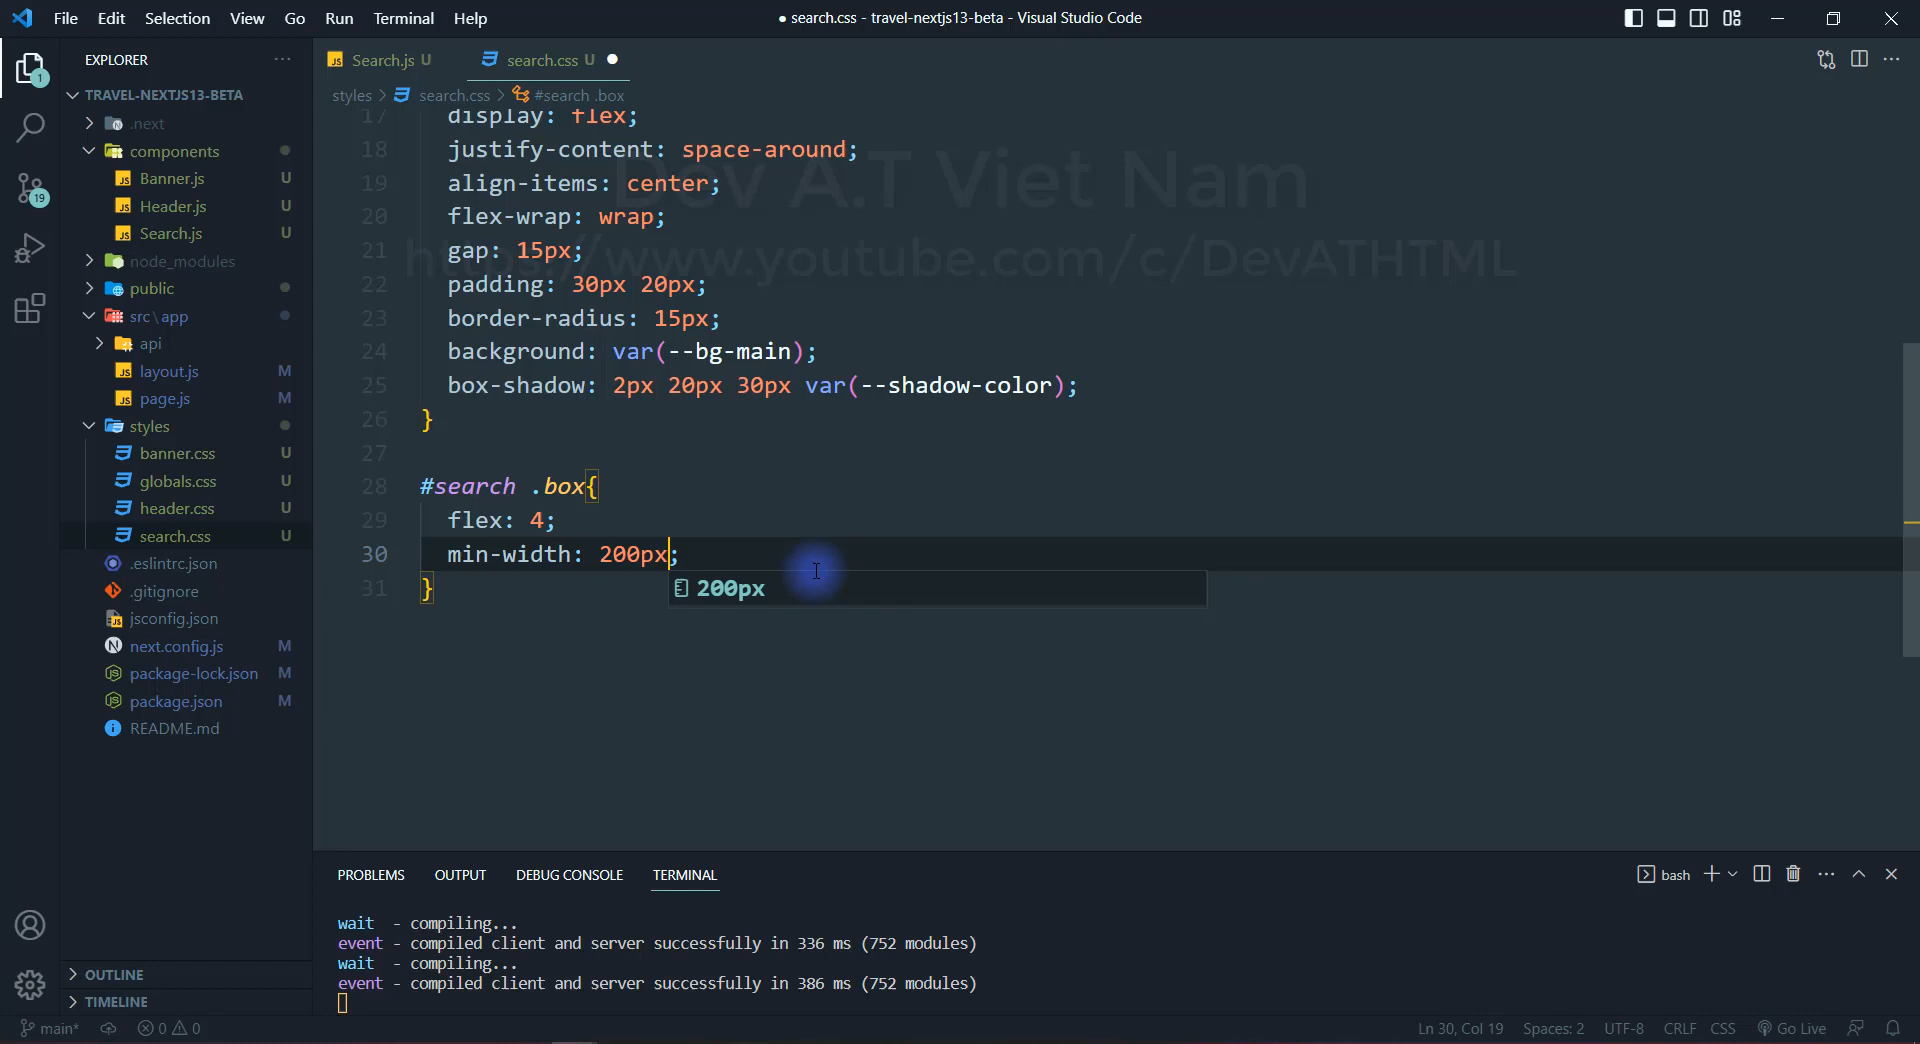 File Edit Selection View Go Run Terminal Help
● search.css - travel-nextjs13-beta - Visual Studio Code
EXPLORER
TRAVEL-NEXTJS13-BETA
.next
components
Banner.js U
Header.js U
Search.js U
node_modules
public
src\app
api
layout.js M
page.js M
styles
banner.css U
globals.css U
header.css U
search.css U
.eslintrc.json
.gitignore
jsconfig.json
next.config.js M
package-lock.json M
package.json M
README.md
OUTLINE
TIMELINE
1
19
Search.js U
search.css U
styles > search.css > #search .box
17 display: flex;
18 justify-content: space-around;
19 align-items: center;
20 flex-wrap: wrap;
21 gap: 15px;
22 padding: 30px 20px;
23 border-radius: 15px;
24 background: var(--bg-main);
25 box-shadow: 2px 20px 30px var(--shadow-color);
26 }
27
28 #search .box{
29 flex: 4;
30 min-width: 200px;
31 }
200px
Dev A.T Viet Nam
https://www.youtube.com/c/DevATHTML
PROBLEMS OUTPUT DEBUG CONSOLE TERMINAL
bash
wait - compiling...
event - compiled client and server successfully in 336 ms (752 modules)
wait - compiling...
event - compiled client and server successfully in 386 ms (752 modules)
main* 0 0 Ln 30, Col 19 Spaces: 2 UTF-8 CRLF CSS Go Live